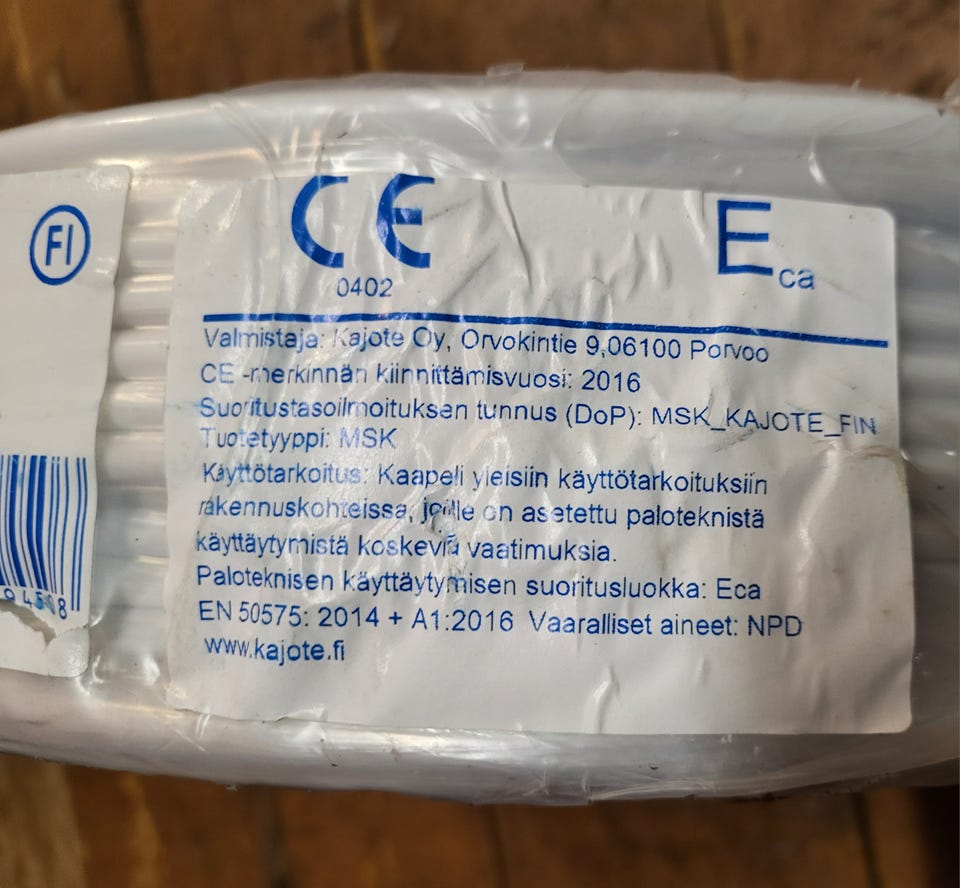 FI
CE
Eca
0402
Valmistaja: Kajote Oy, Orvokintie 9,06100 Porvoo
CE -merkinnän kiinnittämisvuosi: 2016
Suoritustasoilmoituksen tunnus (DoP): MSK_KAJOTE_FIN
Tuotetyyppi: MSK
Käyttötarkoitus: Kaapeli yleisiin käyttötarkoituksiin
rakennuskohteissa, joille on asetettu paloteknistä
käyttäytymistä koskevia vaatimuksia.
Paloteknisen käyttäytymisen suoritusluokka: Eca
EN 50575: 2014 + A1:2016 Vaaralliset aineet: NPD
www.kajote.fi